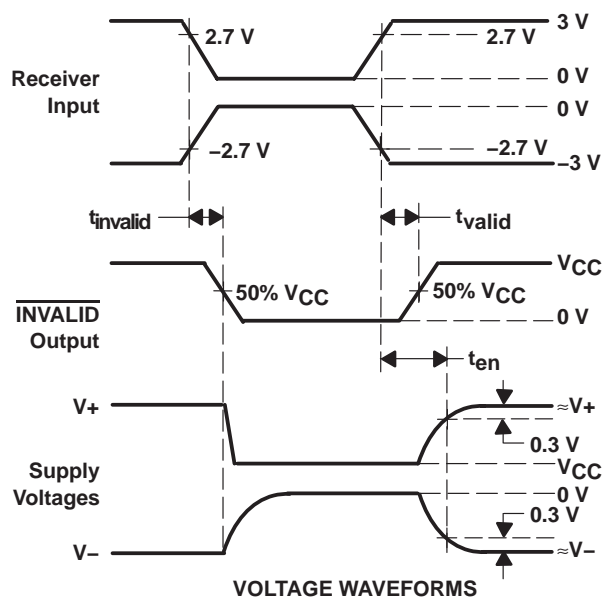 3 V
2.7 V
2.7 V
Receiver
Input
0 V
0 V
−2.7 V
−2.7 V
−3 V
tinvalid
tvalid
VCC
50% VCC
50% VCC
INVALID
Output
0 V
ten
V+
≈V+
0.3 V
Supply
Voltages
VCC
0 V
0.3 V
V−
≈V−
VOLTAGE WAVEFORMS